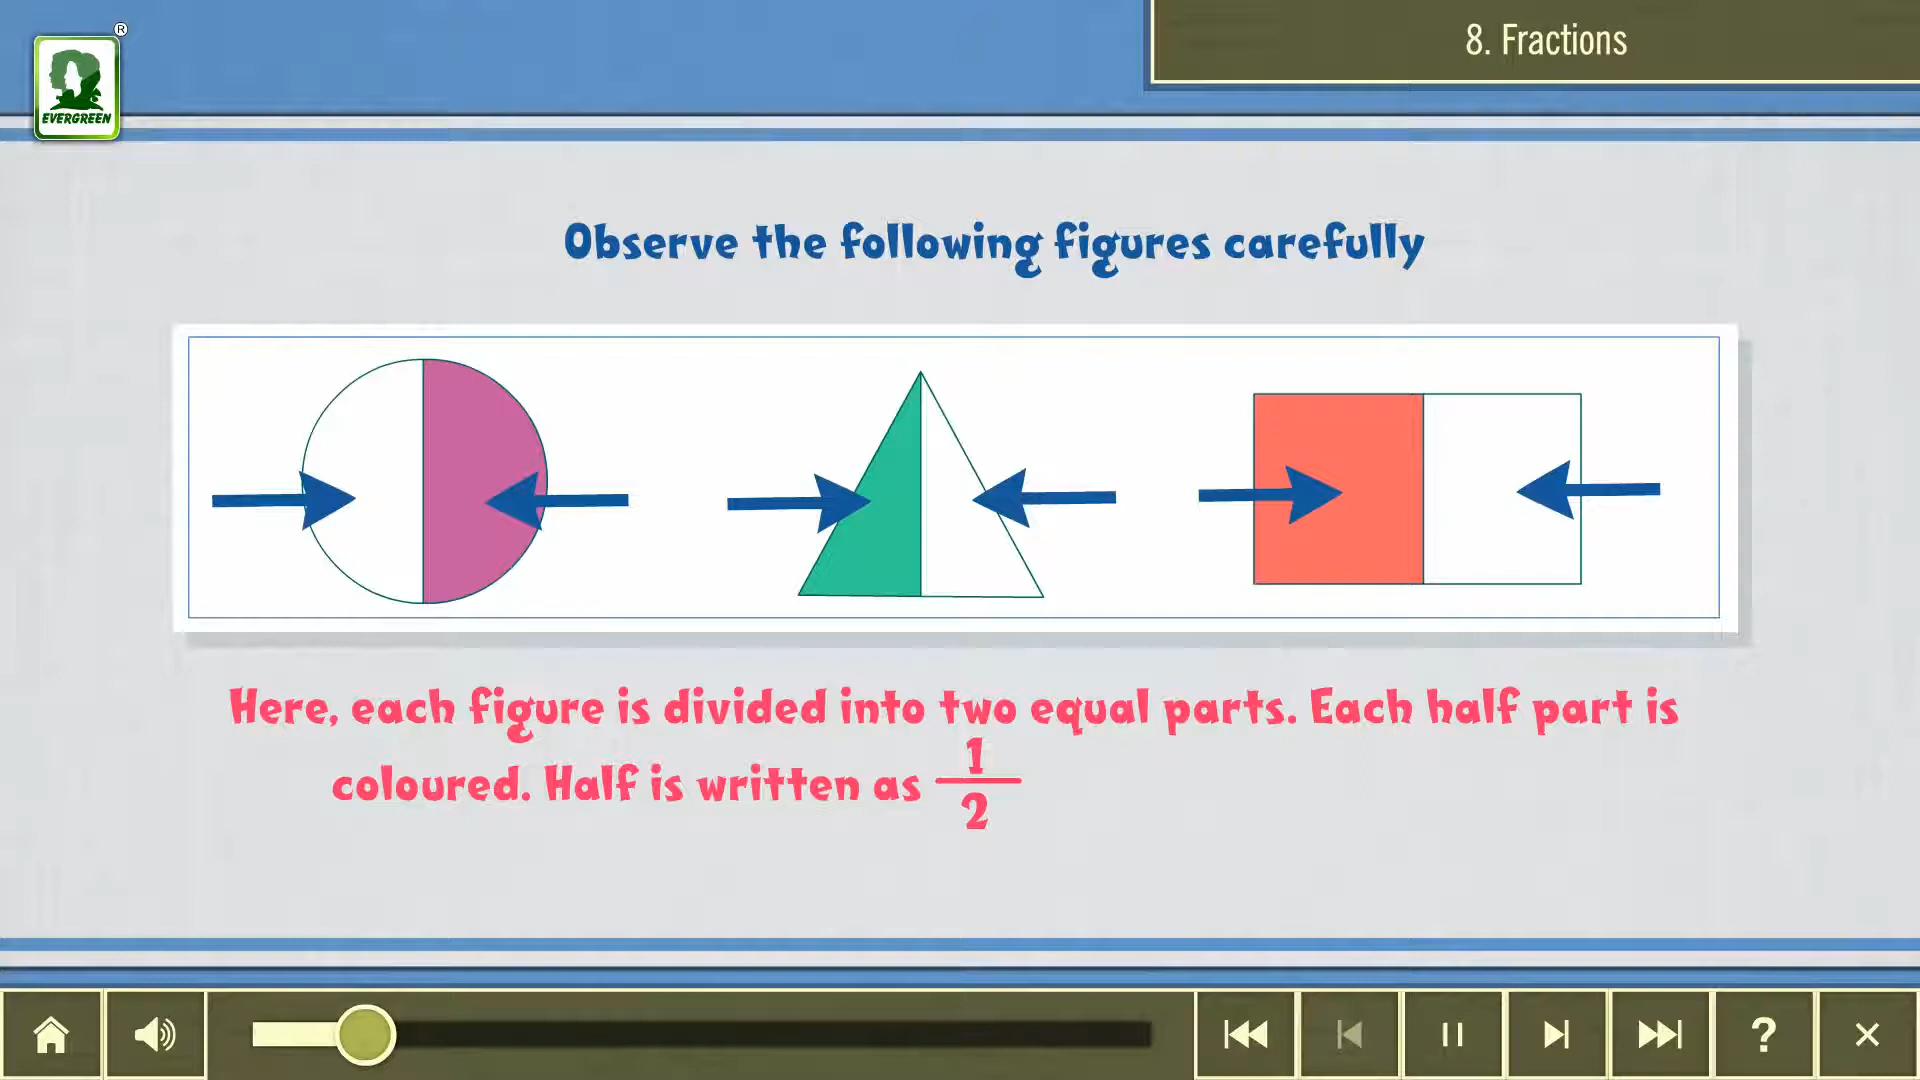 ®
EVERGREEN
8. Fractions
Observe the following figures carefully
Here, each figure is divided into two equal parts. Each half part is
coloured. Half is written as 1/2
?